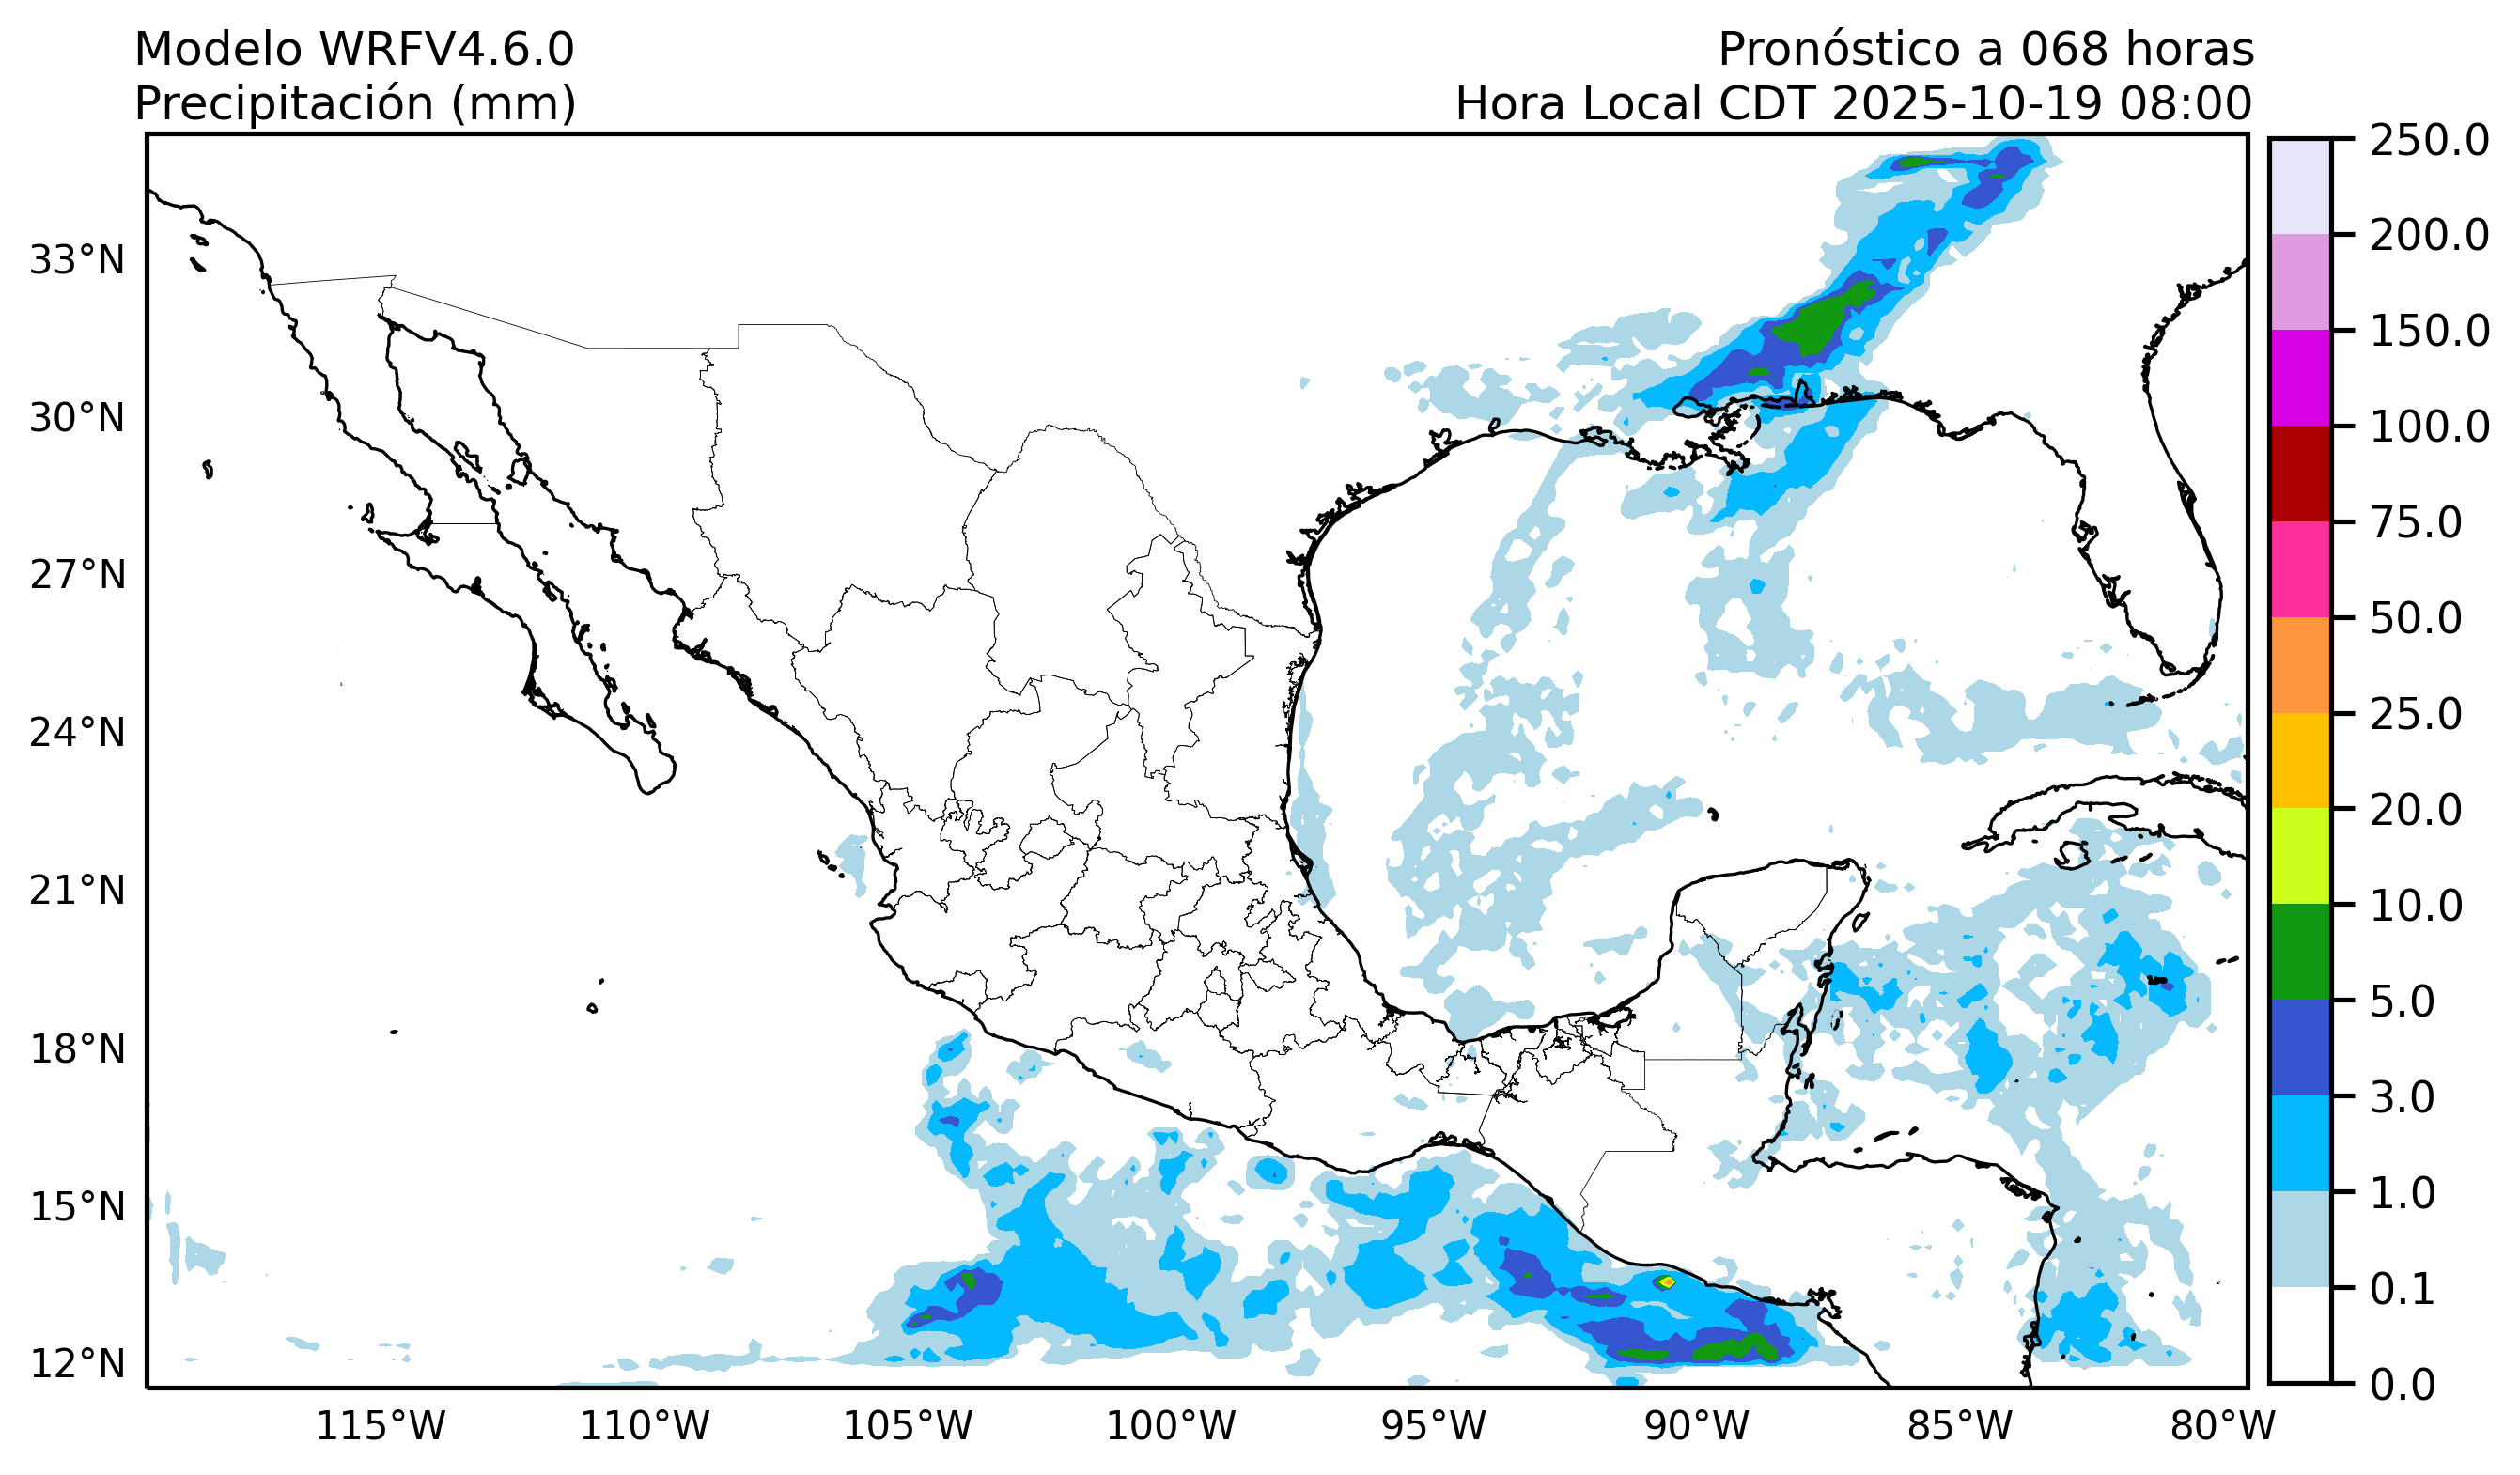 Modelo WRFV4.6.0
Precipitación (mm)
Pronóstico a 068 horas
Hora Local CDT 2025-10-19 08:00
33°N
30°N
27°N
24°N
21°N
18°N
15°N
12°N
115°W
110°W
105°W
100°W
95°W
90°W
85°W
80°W
250.0
200.0
150.0
100.0
75.0
50.0
25.0
20.0
10.0
5.0
3.0
1.0
0.1
0.0